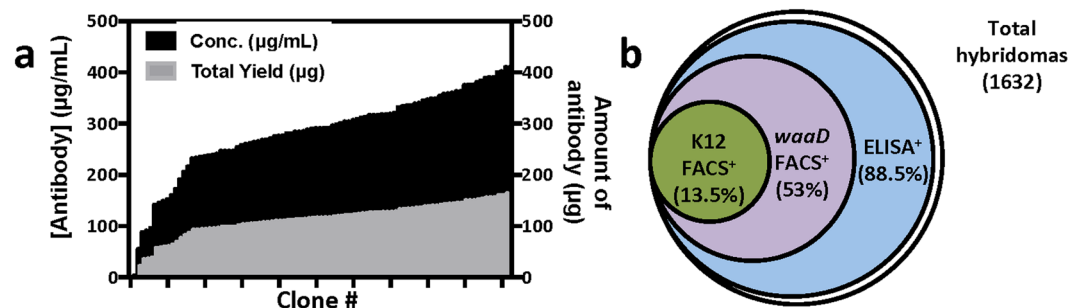 a
[Antibody] (µg/mL)
500
400
300
200
100
0
Conc. (µg/mL)
Total Yield (µg)
Clone #
500
400
300
200
100
0
Amount of
antibody (µg)
b
Total
hybridomas
(1632)
K12
FACS⁺
(13.5%)
waaD
FACS⁺
(53%)
ELISA⁺
(88.5%)